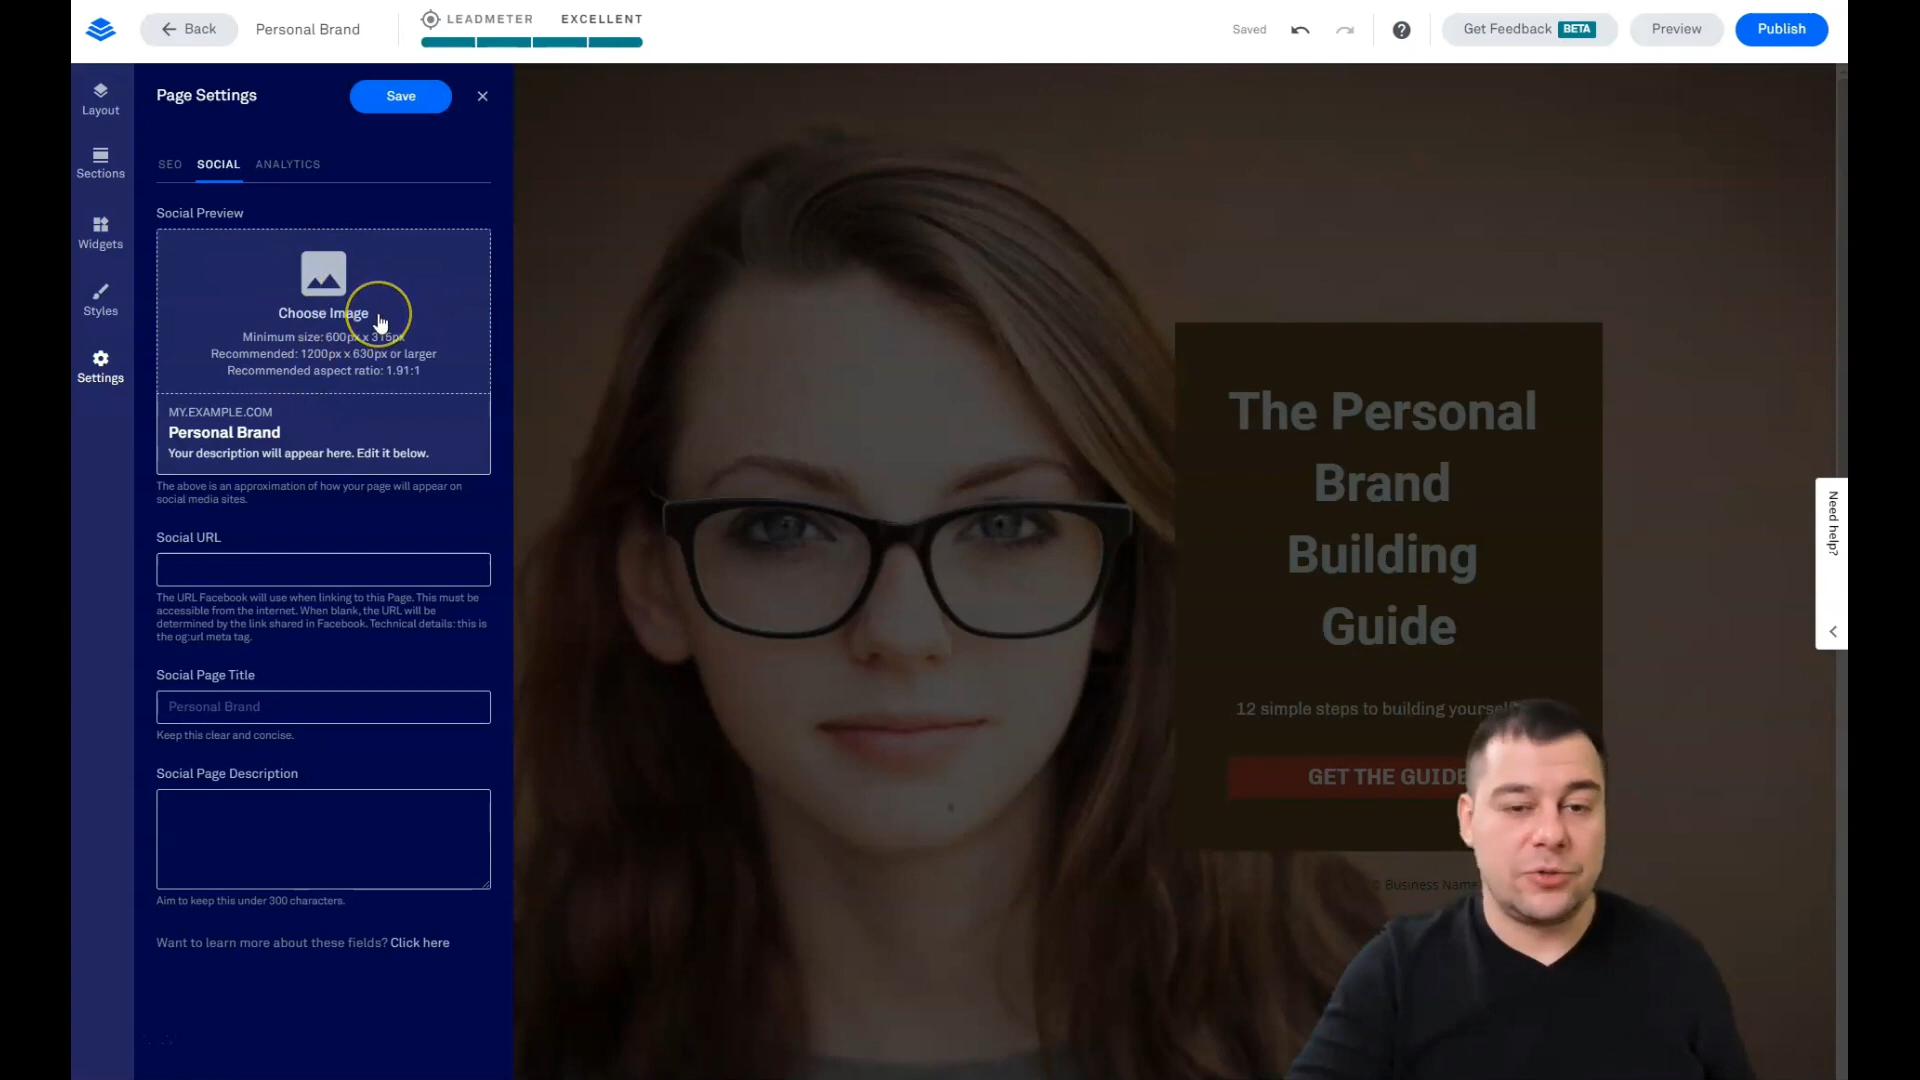 Back
Personal Brand
LEADMETER EXCELLENT
Saved
Get Feedback BETA
Preview
Publish
Layout
Sections
Widgets
Styles
Settings
Page Settings
Save
SEO SOCIAL ANALYTICS
Social Preview
Choose Image
Minimum size: 600px x 315px
Recommended: 1200px x 630px or larger
Recommended aspect ratio: 1.91:1
MY.EXAMPLE.COM
Personal Brand
Your description will appear here. Edit it below.
The above is an approximation of how your page will appear on
social media sites.
Social URL
The URL Facebook will use when linking to this Page. This must be
accessible from the internet. When blank, the URL will be
determined by the link shared in Facebook. Technical details: this is
the og:url meta tag.
Social Page Title
Personal Brand
Keep this clear and concise.
Social Page Description
Aim to keep this under 300 characters.
Want to learn more about these fields? Click here
The Personal
Brand
Building
Guide
12 simple steps to building yourself
GET THE GUIDE
© Business Name
Need help?